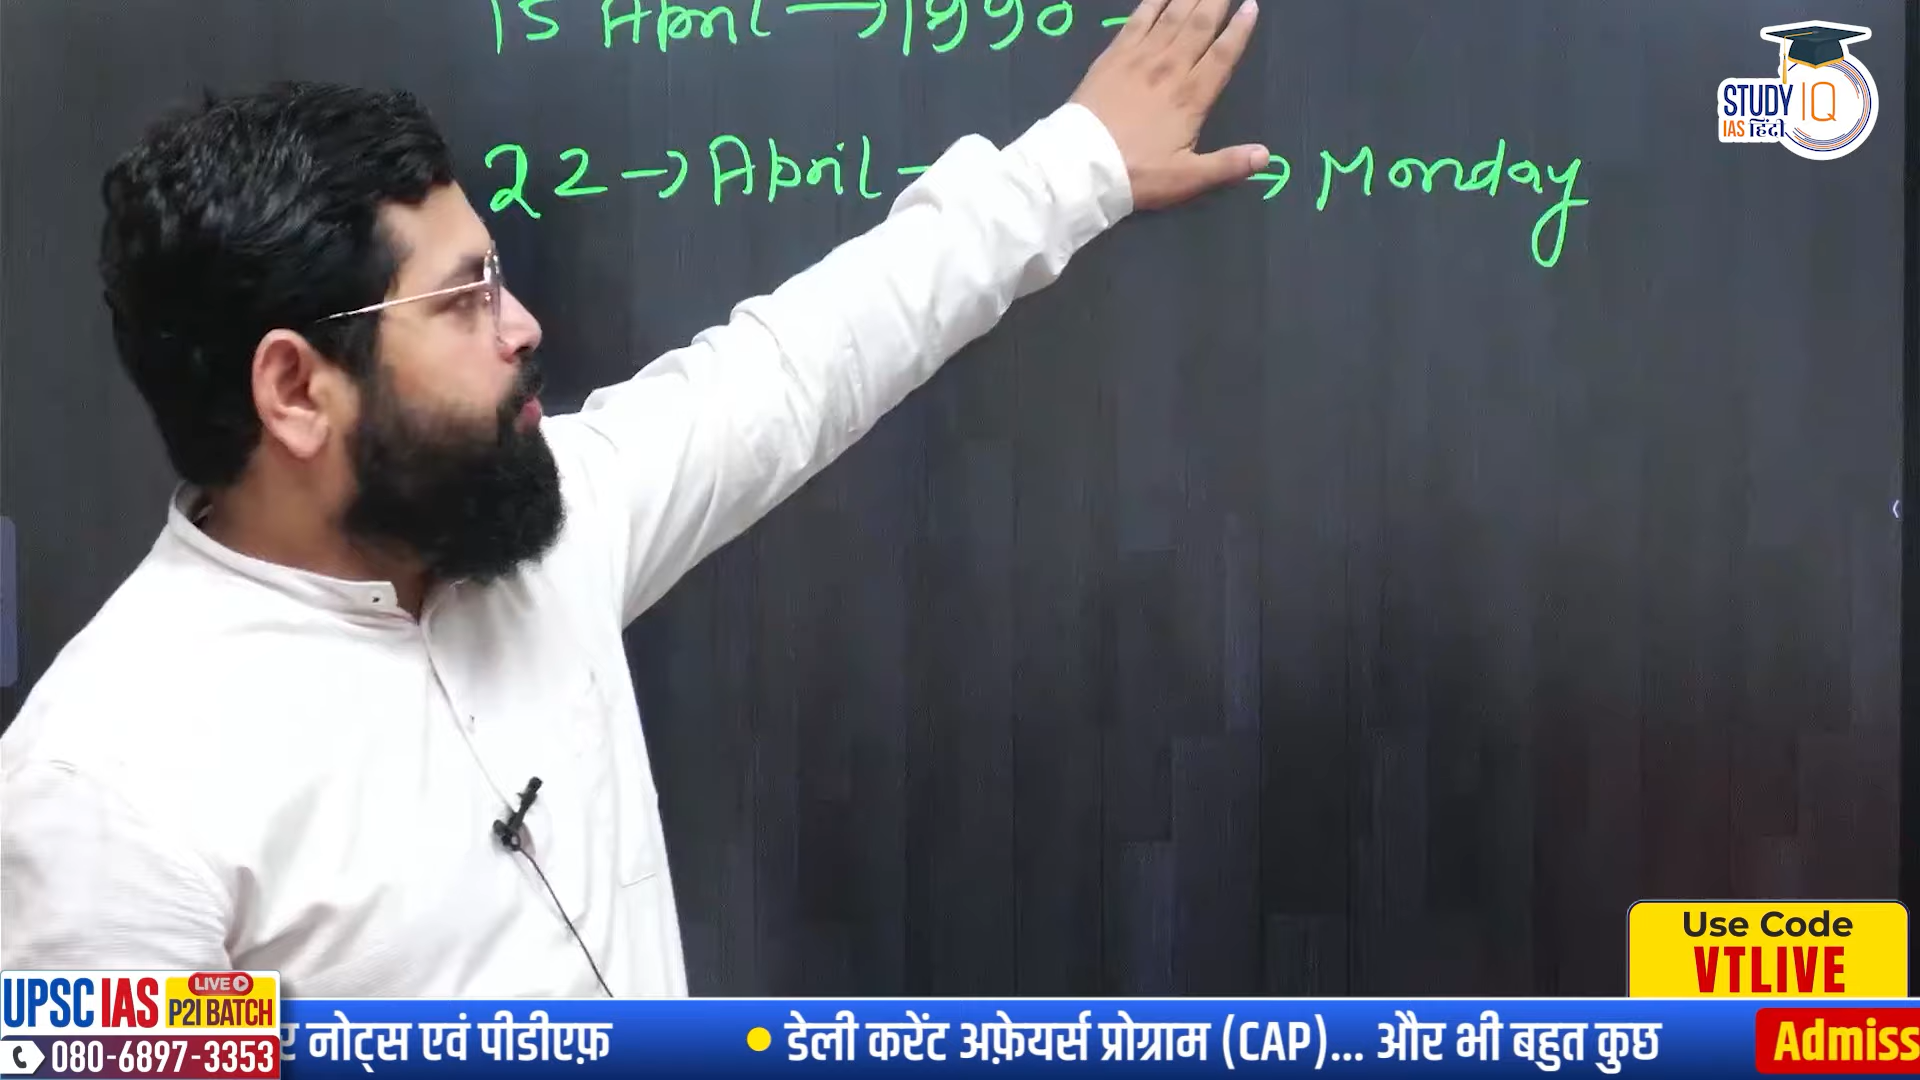 15 April → 1990 -
22 → April - → Monday
STUDY IQ
IAS हिंदी
Use Code
VTLIVE
UPSC IAS LIVE P2I BATCH
080-6897-3353
र नोट्स एवं पीडीएफ़ • डेली करेंट अफ़ेयर्स प्रोग्राम (CAP)... और भी बहुत कुछ Admiss